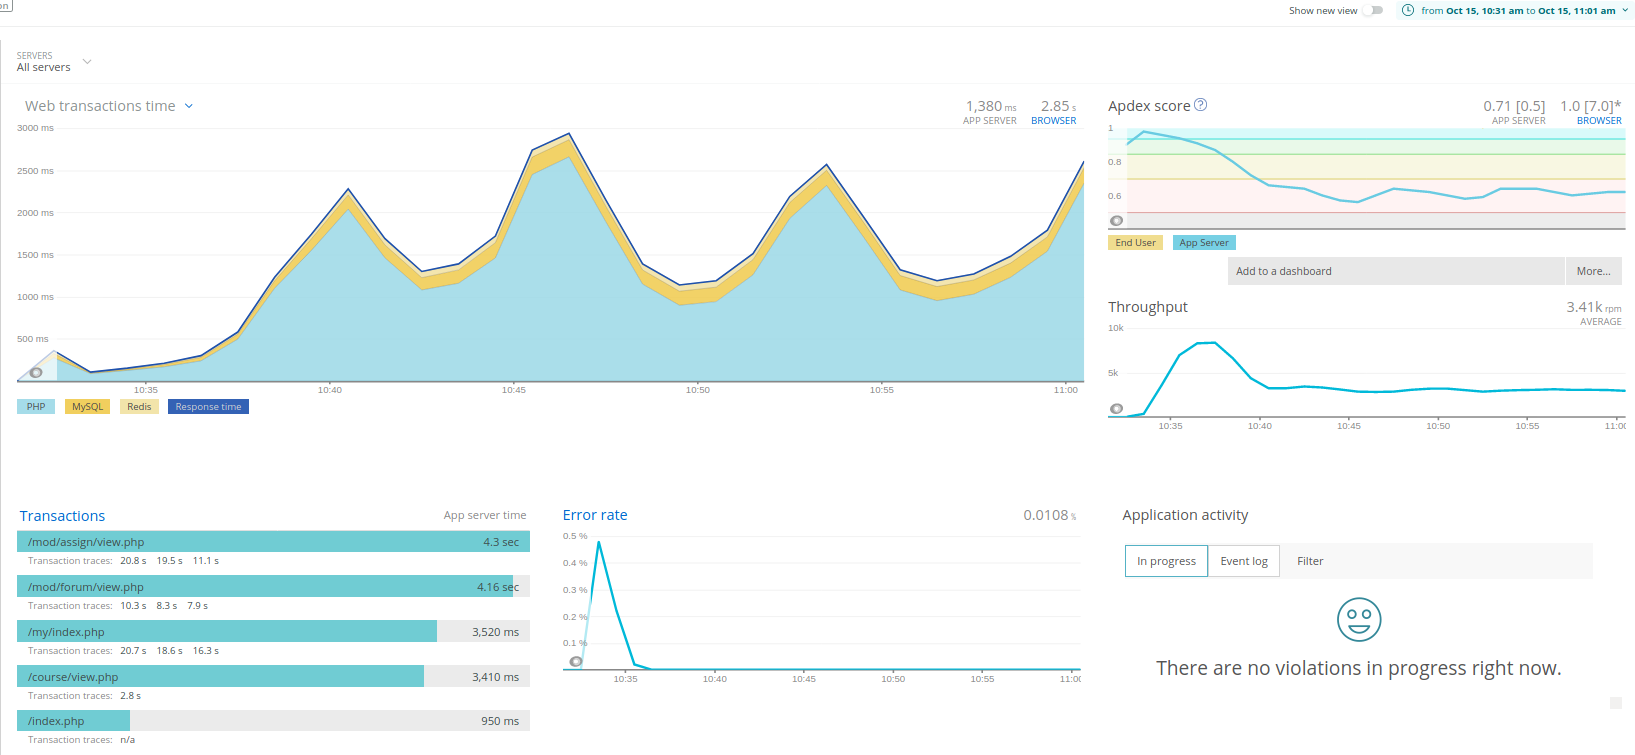 on
Show new view
from Oct 15, 10:31 am to Oct 15, 11:01 am
SERVERS
All servers
Web transactions time
1,380 ms
APP SERVER
2.85 s
BROWSER
3000 ms
2500 ms
2000 ms
1500 ms
1000 ms
500 ms
10:35 10:40 10:45 10:50 10:55 11:00
PHP MySQL Redis Response time
Apdex score ?
0.71 [0.5]
APP SERVER
1.0 [7.0]*
BROWSER
1
0.8
0.6
End User App Server
Add to a dashboard More...
Throughput
3.41k rpm
AVERAGE
10k
5k
10:35 10:40 10:45 10:50 10:55 11:00
Transactions App server time
/mod/assign/view.php 4.3 sec
Transaction traces: 20.8 s 19.5 s 11.1 s
/mod/forum/view.php 4.16 sec
Transaction traces: 10.3 s 8.3 s 7.9 s
/my/index.php 3,520 ms
Transaction traces: 20.7 s 18.6 s 16.3 s
/course/view.php 3,410 ms
Transaction traces: 2.8 s
/index.php 950 ms
Transaction traces: n/a
Error rate 0.0108 %
0.5 %
0.4 %
0.3 %
0.2 %
0.1 %
10:35 10:40 10:45 10:50 10:55 11:00
Application activity
In progress Event log Filter
There are no violations in progress right now.